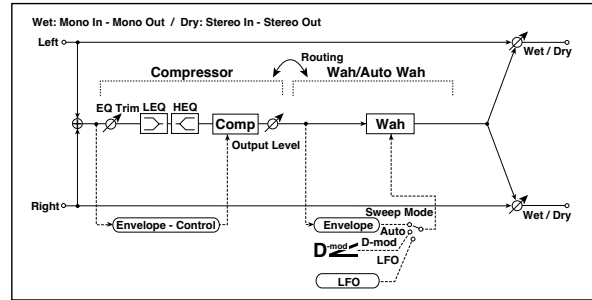 Wet: Mono In - Mono Out / Dry: Stereo In - Stereo Out
Left
Wet / Dry
Routing
Compressor
Wah/Auto Wah
EQ Trim
LEQ
HEQ
Comp
Output Level
Wah
Right
Wet / Dry
Envelope - Control
Envelope
Sweep Mode
Auto
D-mod
D-mod
LFO
LFO